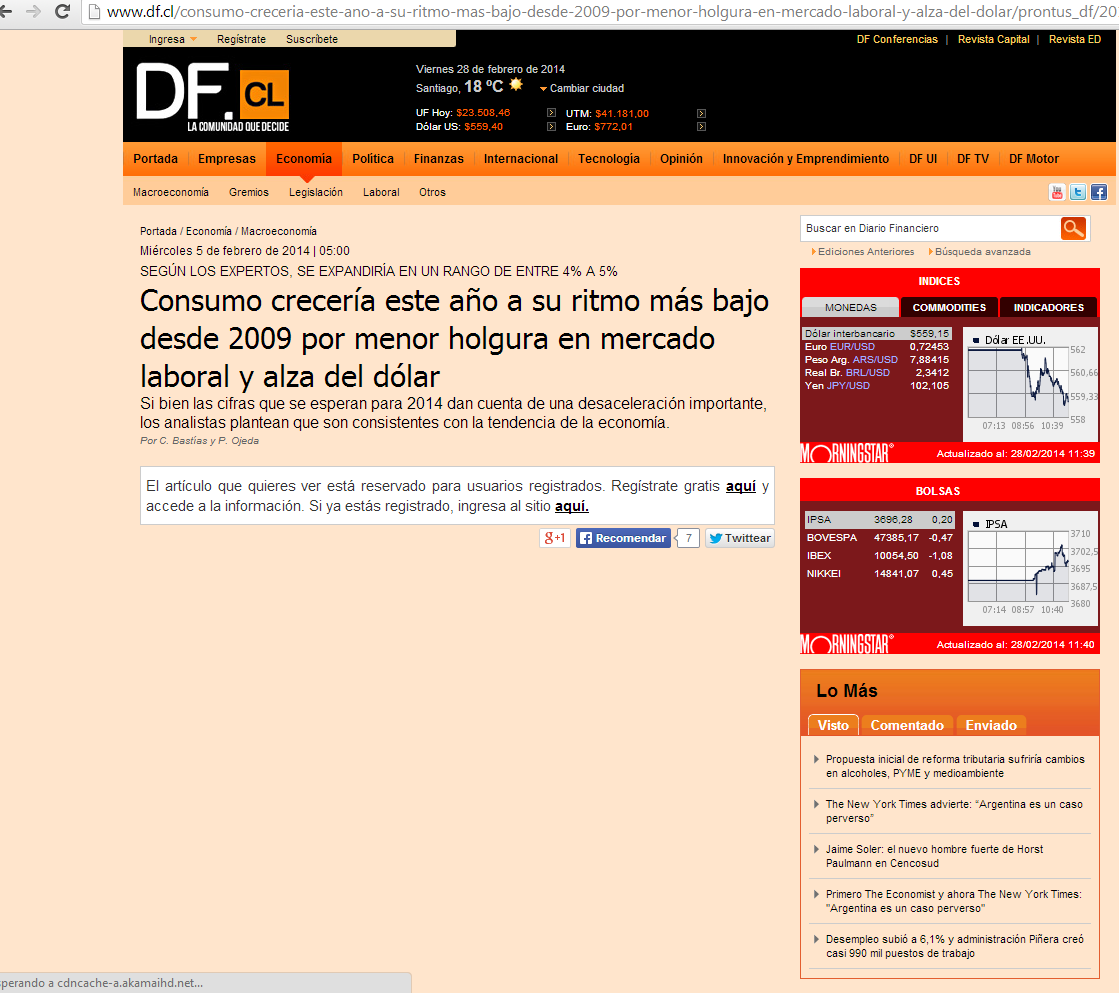 www.df.cl/consumo-creceria-este-ano-a-su-ritmo-mas-bajo-desde-2009-por-menor-holgura-en-mercado-laboral-y-alza-del-dolar/prontus_df/20
Ingresa Regístrate Suscríbete
DF Conferencias | Revista Capital | Revista ED
DF.CL
LA COMUNIDAD QUE DECIDE
Viernes 28 de febrero de 2014
Santiago, 18 ºC Cambiar ciudad
UF Hoy: $23.508,46 UTM: $41.181,00
Dólar US: $559,40 Euro: $772,01
Portada Empresas Economía Política Finanzas Internacional Tecnología Opinión Innovación y Emprendimiento DF UI DF TV DF Motor
Macroeconomía Gremios Legislación Laboral Otros
You Tube t f
Portada / Economía / Macroeconomía
Miércoles 5 de febrero de 2014 | 05:00
SEGÚN LOS EXPERTOS, SE EXPANDIRÍA EN UN RANGO DE ENTRE 4% A 5%
Consumo crecería este año a su ritmo más bajo
desde 2009 por menor holgura en mercado
laboral y alza del dólar
Si bien las cifras que se esperan para 2014 dan cuenta de una desaceleración importante,
los analistas plantean que son consistentes con la tendencia de la economía.
Por C. Bastías y P. Ojeda
El artículo que quieres ver está reservado para usuarios registrados. Regístrate gratis aquí y
accede a la información. Si ya estás registrado, ingresa al sitio aquí.
g+1 f Recomendar 7 Twittear
Buscar en Diario Financiero
Ediciones Anteriores Búsqueda avanzada
INDICES
MONEDAS COMMODITIES INDICADORES
Dólar interbancario $559,15
Euro EUR/USD 0,72453
Peso Arg. ARS/USD 7,88415
Real Br. BRL/USD 2,3412
Yen JPY/USD 102,105
Dólar EE.UU.
562
560,66
559,33
558
07:13 08:56 10:39
MORNINGSTAR® Actualizado al: 28/02/2014 11:39
BOLSAS
IPSA 3696,28 0,20
BOVESPA 47385,17 -0,47
IBEX 10054,50 -1,08
NIKKEI 14841,07 0,45
IPSA
3710
3702,5
3695
3687,5
3680
07:14 08:57 10:40
MORNINGSTAR® Actualizado al: 28/02/2014 11:40
Lo Más
Visto Comentado Enviado
Propuesta inicial de reforma tributaria sufriría cambios
en alcoholes, PYME y medioambiente
The New York Times advierte: “Argentina es un caso
perverso”
Jaime Soler: el nuevo hombre fuerte de Horst
Paulmann en Cencosud
Primero The Economist y ahora The New York Times:
"Argentina es un caso perverso"
Desempleo subió a 6,1% y administración Piñera creó
casi 990 mil puestos de trabajo
sperando a cdncache-a.akamaihd.net...